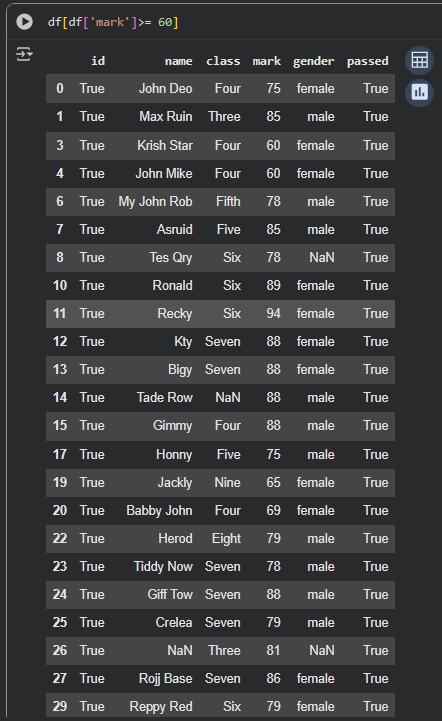 df[df['mark']>= 60]
id name class mark gender passed
0 True John Deo Four 75 female True
1 True Max Ruin Three 85 male True
3 True Krish Star Four 60 female True
4 True John Mike Four 60 female True
6 True My John Rob Fifth 78 male True
7 True Asruid Five 85 male True
8 True Tes Qry Six 78 NaN True
10 True Ronald Six 89 female True
11 True Recky Six 94 female True
12 True Kty Seven 88 female True
13 True Bigy Seven 88 female True
14 True Tade Row NaN 88 male True
15 True Gimmy Four 88 male True
17 True Honny Five 75 male True
19 True Jackly Nine 65 female True
20 True Babby John Four 69 female True
22 True Herod Eight 79 male True
23 True Tiddy Now Seven 78 male True
24 True Giff Tow Seven 88 male True
25 True Crelea Seven 79 male True
26 True NaN Three 81 NaN True
27 True Rojj Base Seven 86 female True
29 True Reppy Red Six 79 female True